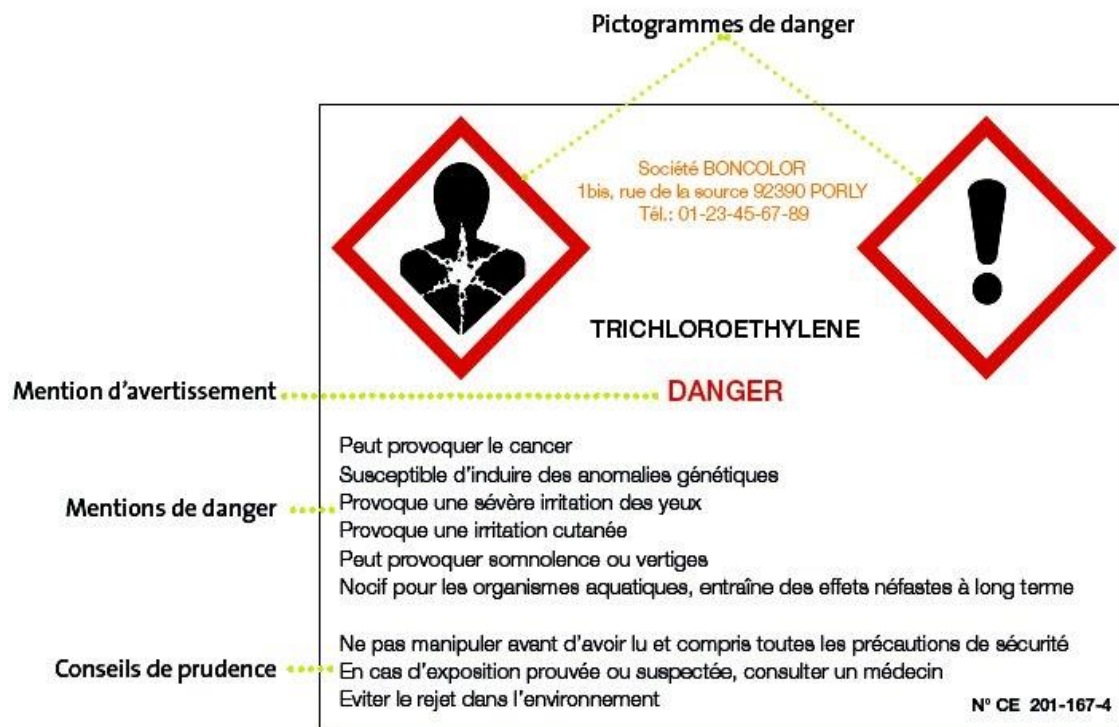 Pictogrammes de danger
Société BONCOLOR
1bis, rue de la source 92390 PORLY
Tél.: 01-23-45-67-89
TRICHLOROETHYLENE
Mention d'avertissement
DANGER
Peut provoquer le cancer
Susceptible d'induire des anomalies génétiques
Mentions de danger
Provoque une sévère irritation des yeux
Provoque une irritation cutanée
Peut provoquer somnolence ou vertiges
Nocif pour les organismes aquatiques, entraîne des effets néfastes à long terme
Ne pas manipuler avant d'avoir lu et compris toutes les précautions de sécurité
Conseils de prudence
En cas d'exposition prouvée ou suspectée, consulter un médecin
Eviter le rejet dans l'environnement
N° CE 201-167-4